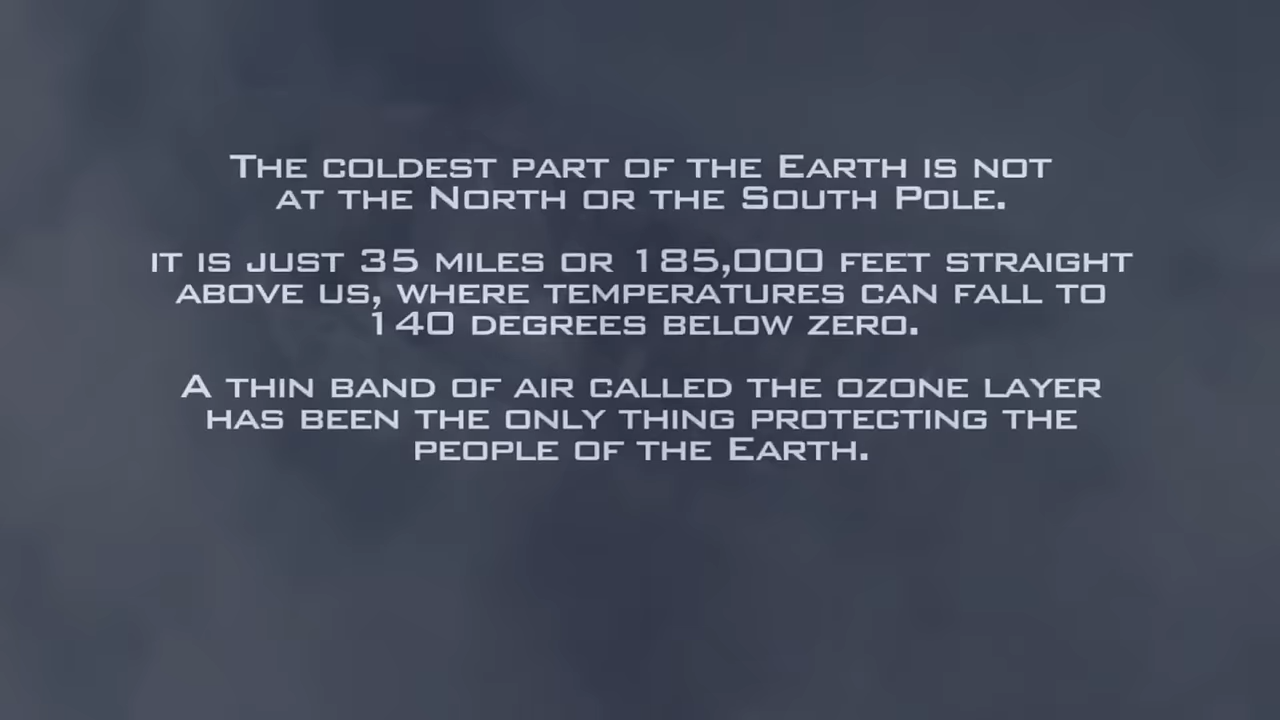 The coldest part of the Earth is not
at the North or the South Pole.
it is just 35 miles or 185,000 feet straight
above us, where temperatures can fall to
140 degrees below zero.
A thin band of air called the ozone layer
has been the only thing protecting the
people of the Earth.